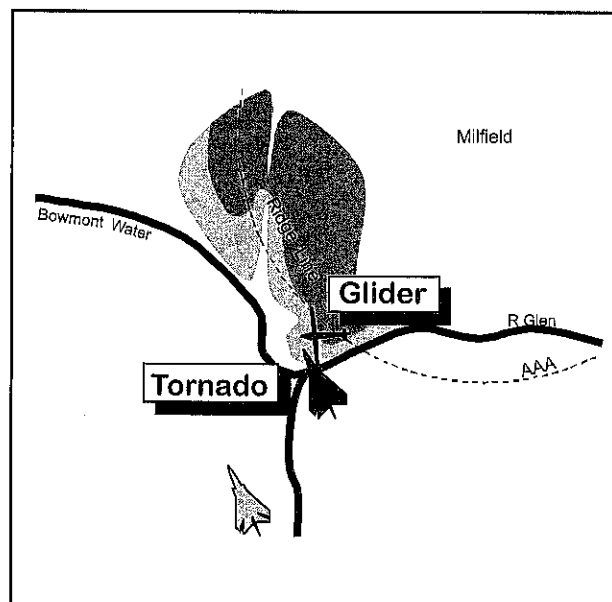 Milfield
Bowmont Water
Ridge Line
Glider
R Glen
AAA
Tornado